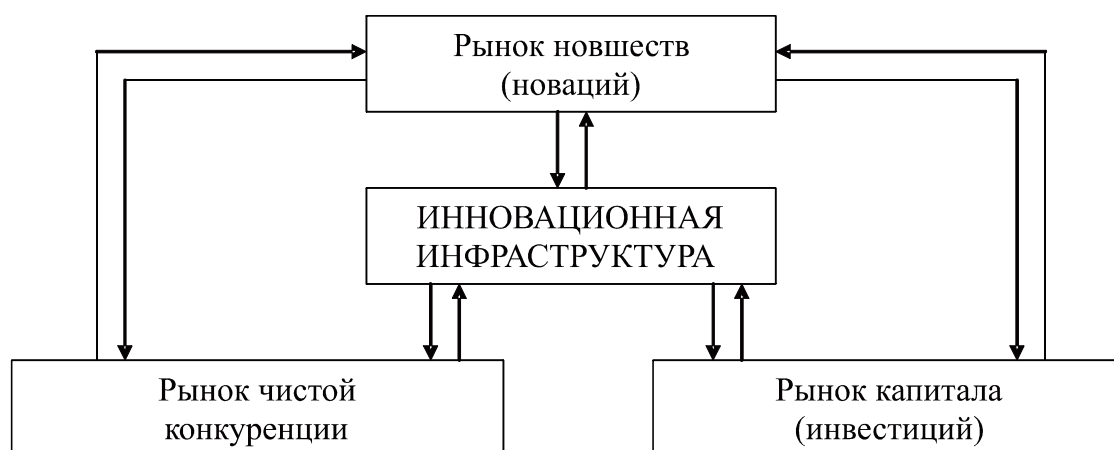 Рынок новшеств
(новаций)
ИННОВАЦИОННАЯ
ИНФРАСТРУКТУРА
Рынок чистой
конкуренции
Рынок капитала
(инвестиций)